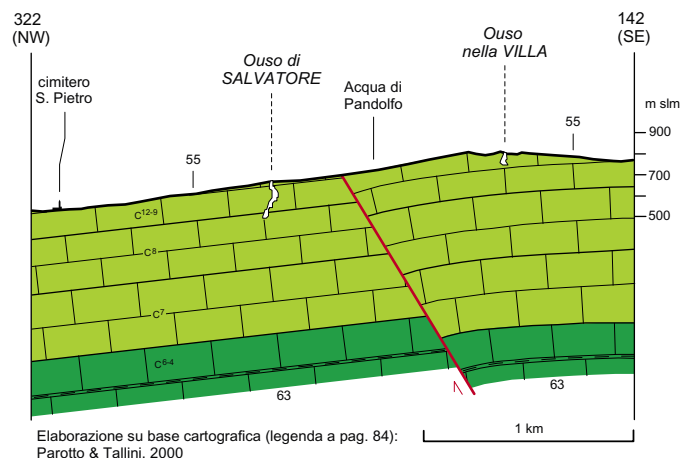 322
(NW)
142
(SE)
Ouso di
SALVATORE
Ouso
nella VILLA
cimitero
S. Pietro
Acqua di
Pandolfo
m slm
55
55
900
700
500
C12-9
C8
C7
C6-4
63
63
Elaborazione su base cartografica (legenda a pag. 84):
Parotto & Tallini, 2000
1 km